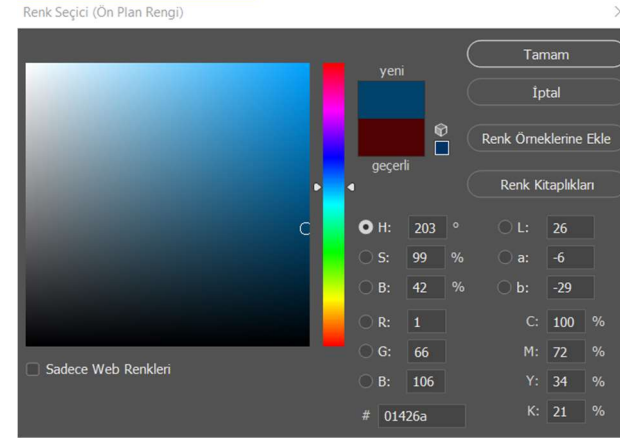 Renk Seçici (Ön Plan Rengi)
yeni
geçerli
Tamam
İptal
Renk Örneklerine Ekle
Renk Kitaplıkları
H: 203 °
S: 99 %
B: 42 %
R: 1
G: 66
B: 106
# 01426a
L: 26
a: -6
b: -29
C: 100 %
M: 72 %
Y: 34 %
K: 21 %
Sadece Web Renkleri